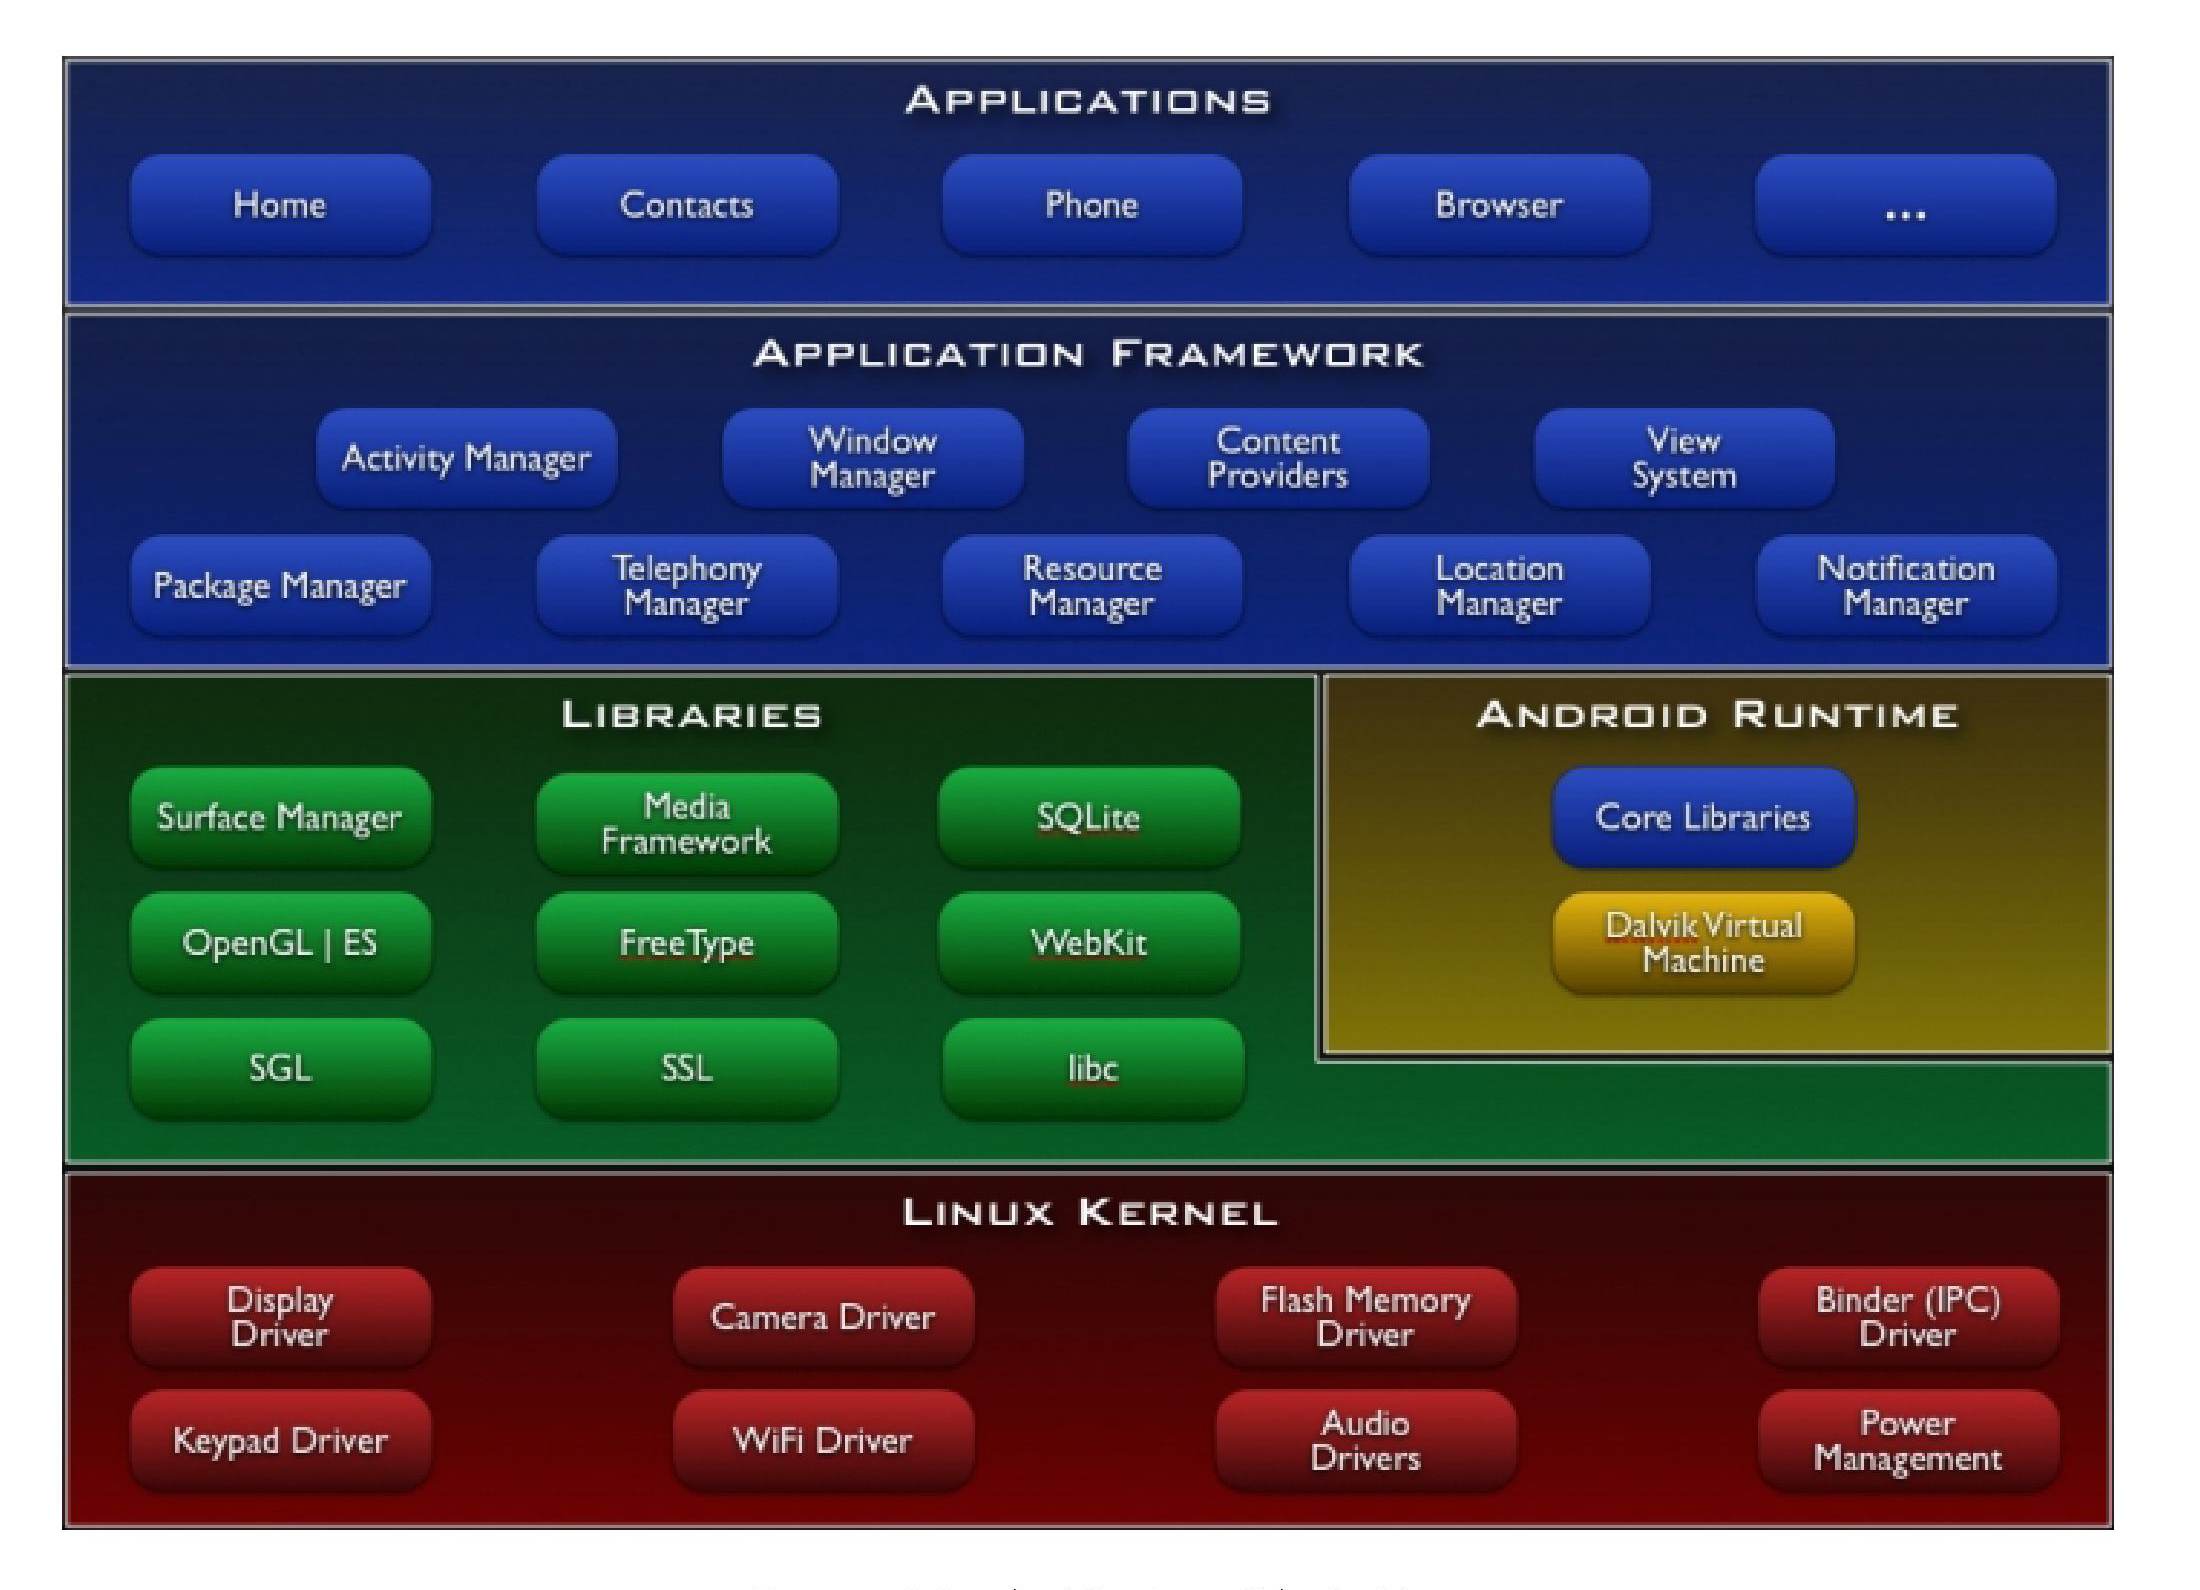 APPLICATIONS
Home
Contacts
Phone
Browser
...
APPLICATION FRAMEWORK
Activity Manager
Window
Manager
Content
Providers
View
System
Package Manager
Telephony
Manager
Resource
Manager
Location
Manager
Notification
Manager
LIBRARIES
Surface Manager
Media
Framework
SQLite
OpenGL | ES
FreeType
WebKit
SGL
SSL
libc
ANDROID RUNTIME
Core Libraries
Dalvik Virtual
Machine
LINUX KERNEL
Display
Driver
Camera Driver
Flash Memory
Driver
Binder (IPC)
Driver
Keypad Driver
WiFi Driver
Audio
Drivers
Power
Management